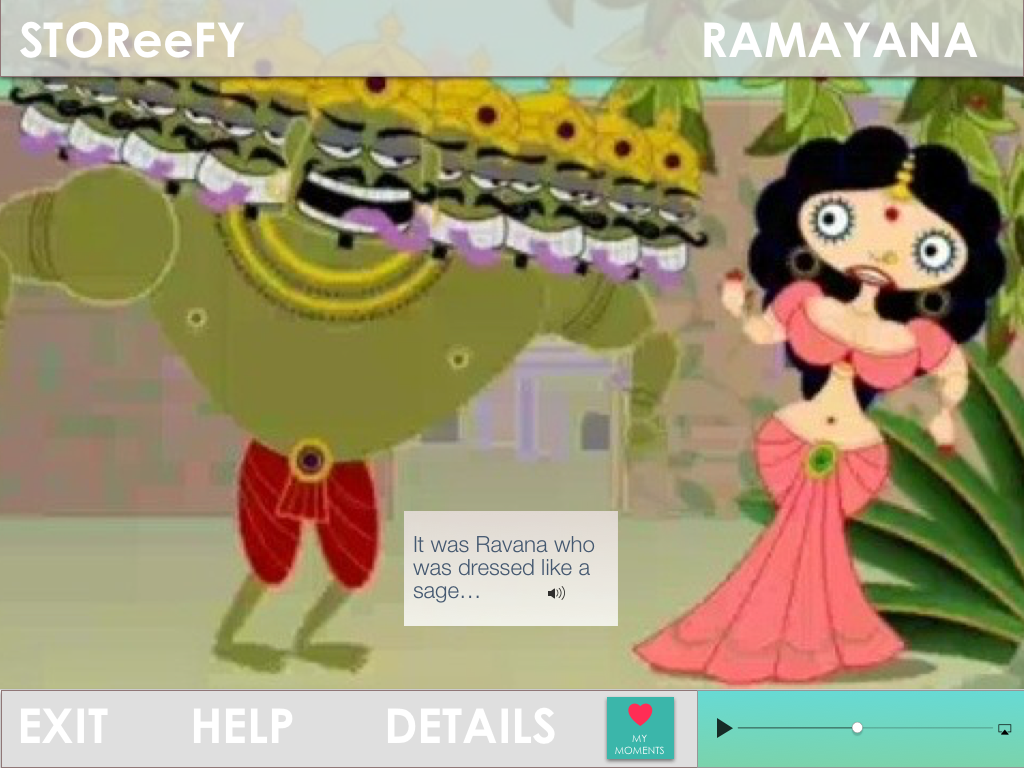 STOReeFY RAMAYANA
It was Ravana who
was dressed like a
sage…
EXIT HELP DETAILS
MY
MOMENTS